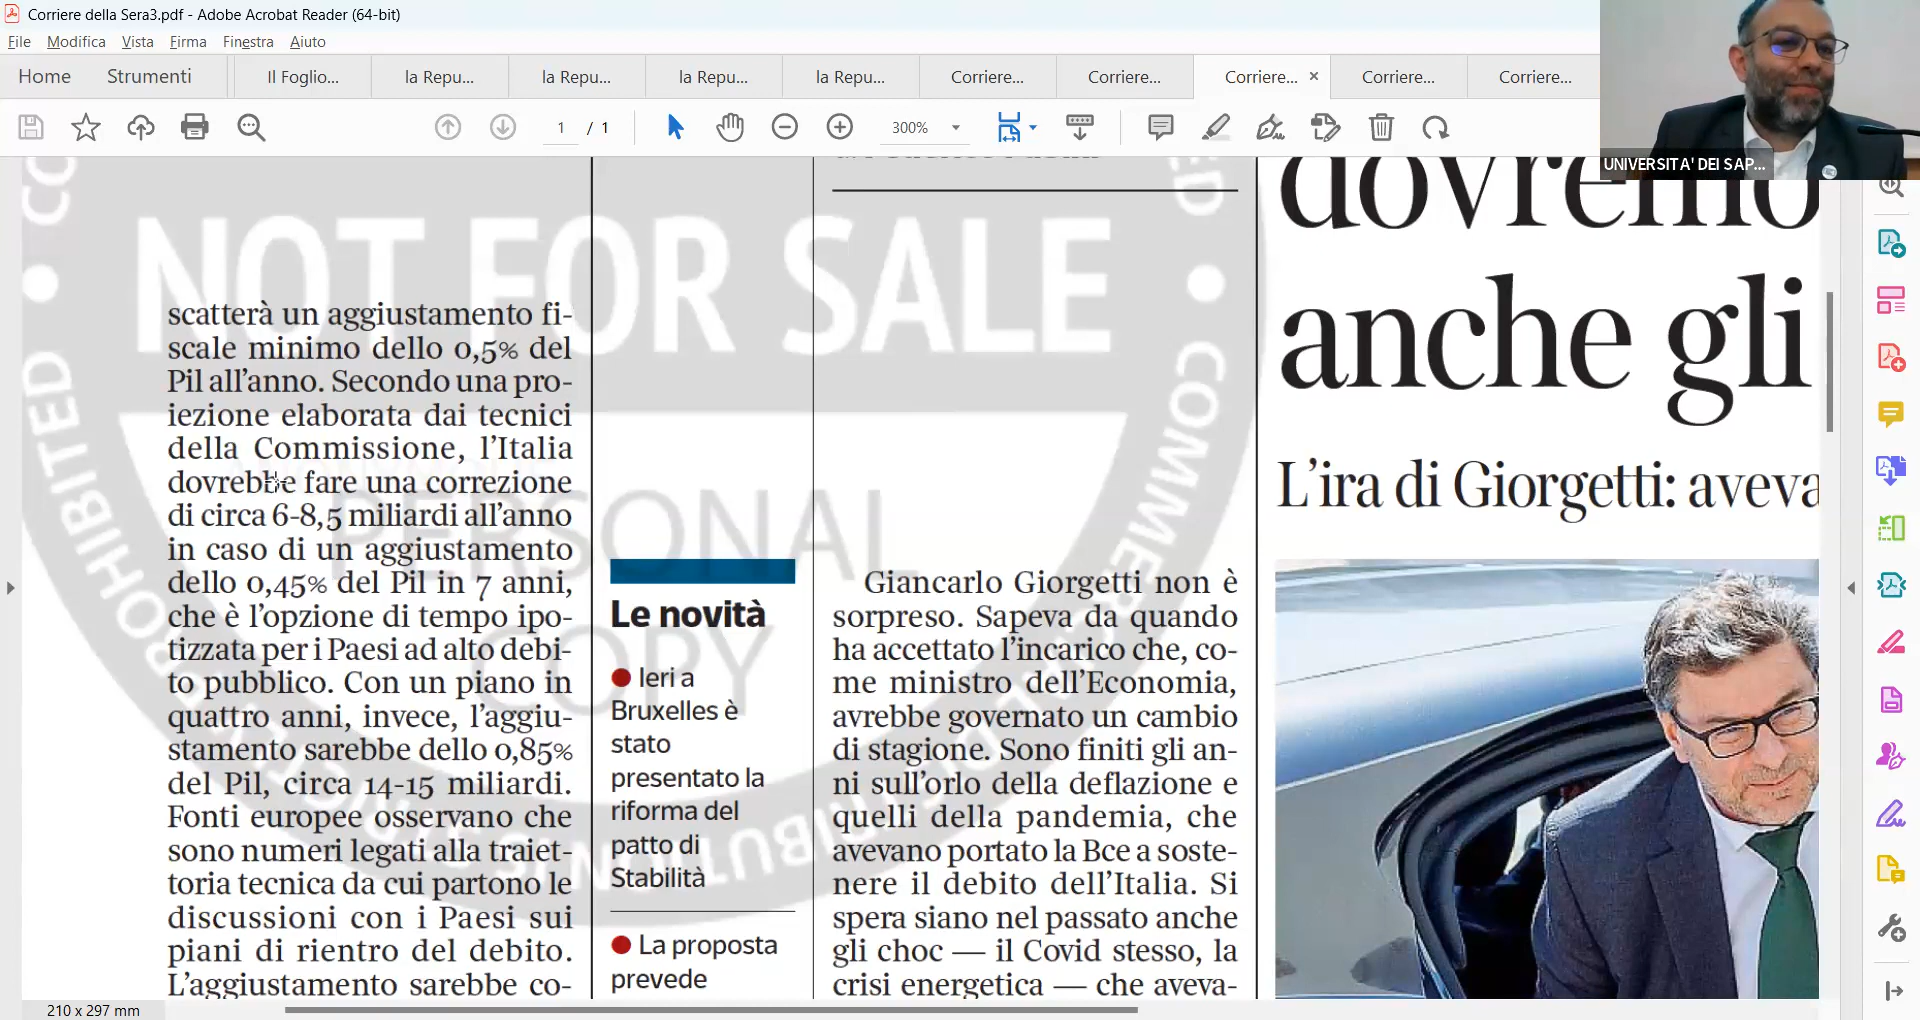 Corriere della Sera3.pdf - Adobe Acrobat Reader (64-bit)
File Modifica Vista Firma Finestra Aiuto
Home Strumenti Il Foglio... la Repu... la Repu... la Repu... la Repu... Corriere... Corriere... Corriere... Corriere... Corriere...
1 / 1 300%
UNIVERSITA' DEI SAP...
NOT FOR SALE
PERSONAL
COPY
PROHIBITED
scatterà un aggiustamento fi-
scale minimo dello 0,5% del
Pil all'anno. Secondo una pro-
iezione elaborata dai tecnici
della Commissione, l'Italia
dovrebbe fare una correzione
di circa 6-8,5 miliardi all'anno
in caso di un aggiustamento
dello 0,45% del Pil in 7 anni,
che è l'opzione di tempo ipo-
tizzata per i Paesi ad alto debi-
to pubblico. Con un piano in
quattro anni, invece, l'aggiu-
stamento sarebbe dello 0,85%
del Pil, circa 14-15 miliardi.
Fonti europee osservano che
sono numeri legati alla traiet-
toria tecnica da cui partono le
discussioni con i Paesi sui
piani di rientro del debito.
L'aggiustamento sarebbe co-
Le novità
● Ieri a
Bruxelles è
stato
presentato la
riforma del
patto di
Stabilità
● La proposta
prevede
Giancarlo Giorgetti non è
sorpreso. Sapeva da quando
ha accettato l'incarico che, co-
me ministro dell'Economia,
avrebbe governato un cambio
di stagione. Sono finiti gli an-
ni sull'orlo della deflazione e
quelli della pandemia, che
avevano portato la Bce a soste-
nere il debito dell'Italia. Si
spera siano nel passato anche
gli choc — il Covid stesso, la
crisi energetica — che aveva-
dovremo
anche gli
L'ira di Giorgetti: aveva
210 x 297 mm